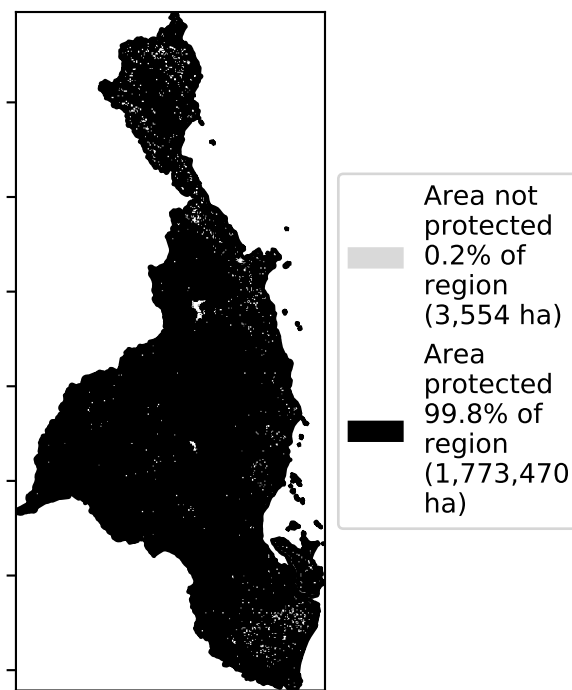 Area not
protected
0.2% of
region
(3,554 ha)
Area
protected
99.8% of
region
(1,773,470
ha)